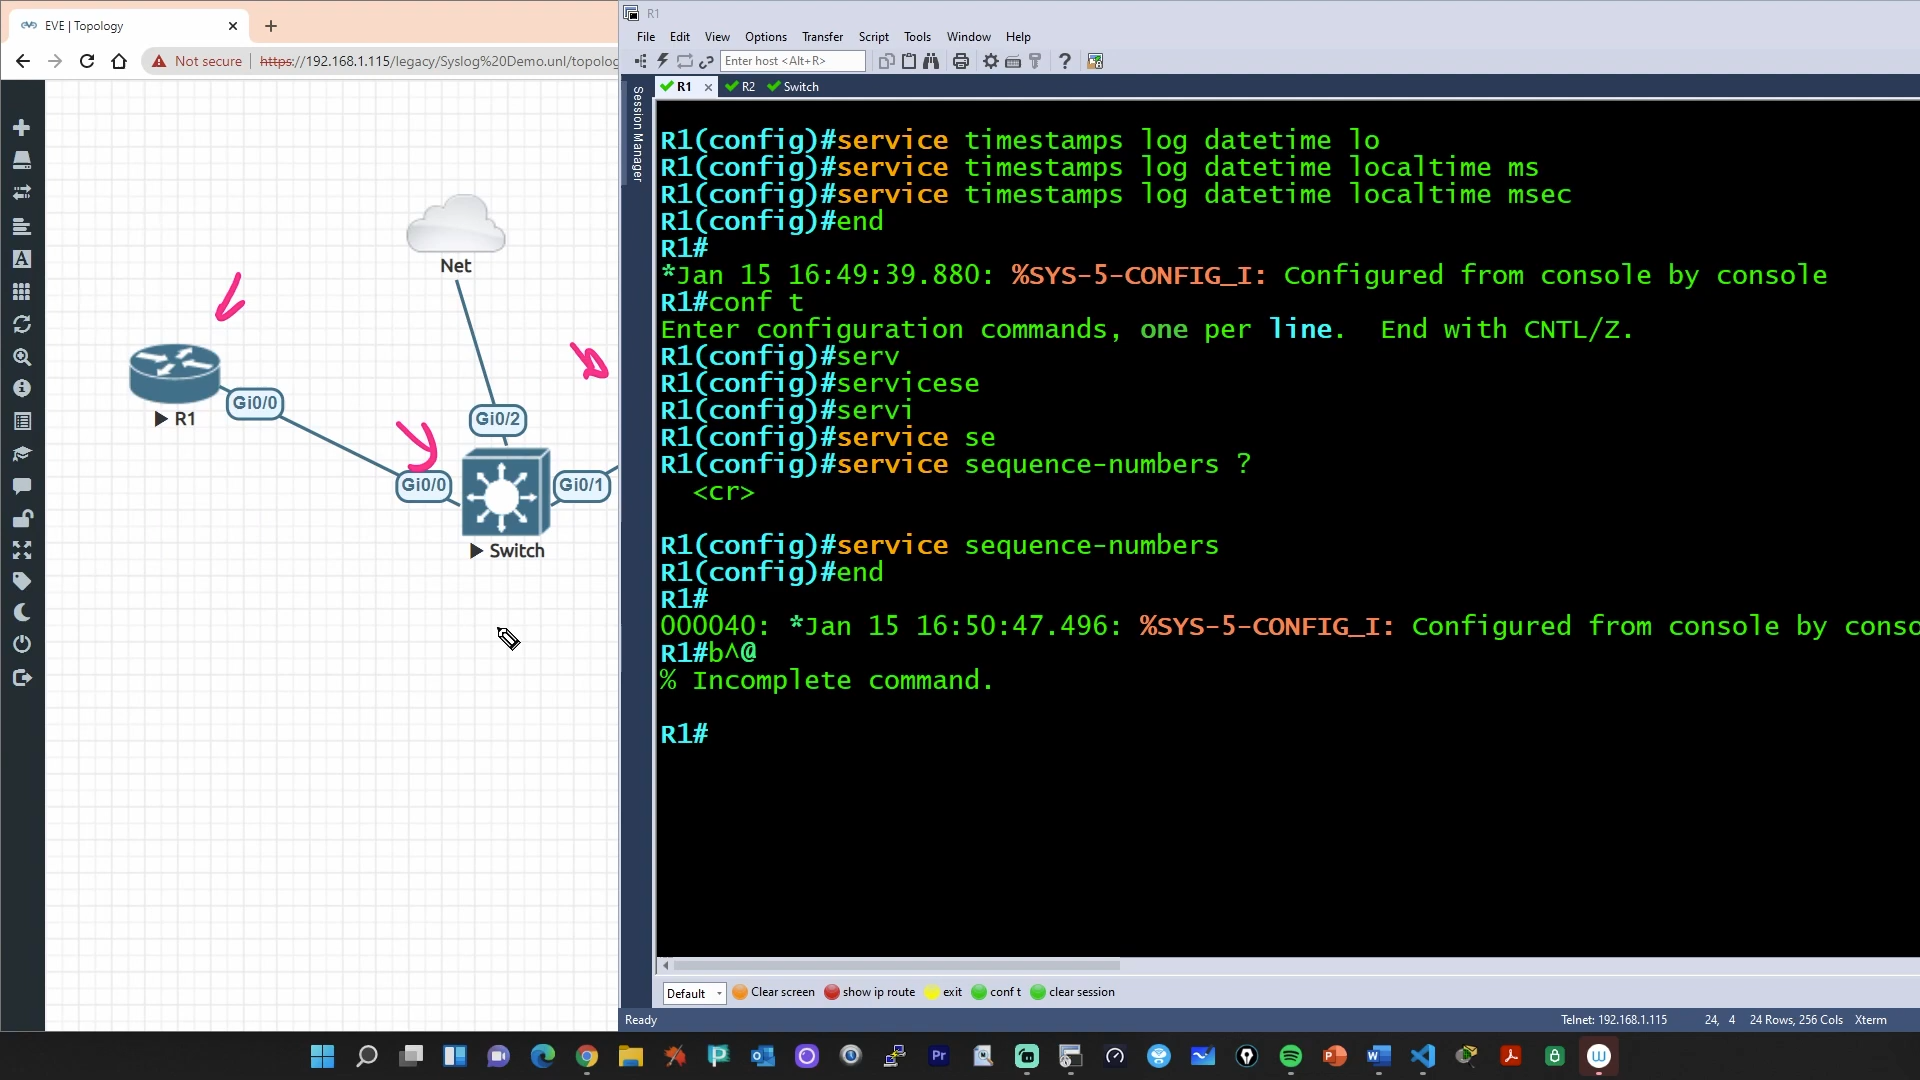 EVE | Topology
Not secure
https://192.168.1.115/legacy/Syslog%20Demo.unl/topolog
Net
Gi0/0
R1
Gi0/2
Gi0/0
Gi0/1
Switch
R1
File Edit View Options Transfer Script Tools Window Help
Enter host <Alt+R>
R1 R2 Switch
Session Manager
R1(config)#service timestamps log datetime lo
R1(config)#service timestamps log datetime localtime ms
R1(config)#service timestamps log datetime localtime msec
R1(config)#end
R1#
*Jan 15 16:49:39.880: %SYS-5-CONFIG_I: Configured from console by console
R1#conf t
Enter configuration commands, one per line.  End with CNTL/Z.
R1(config)#serv
R1(config)#servicese
R1(config)#servi
R1(config)#service se
R1(config)#service sequence-numbers ?
<cr>
R1(config)#service sequence-numbers
R1(config)#end
R1#
000040: *Jan 15 16:50:47.496: %SYS-5-CONFIG_I: Configured from console by conso
R1#b^@
% Incomplete command.
R1#
Default Clear screen show ip route exit conf t clear session
Ready Telnet: 192.168.1.115 24, 4 24 Rows, 256 Cols Xterm